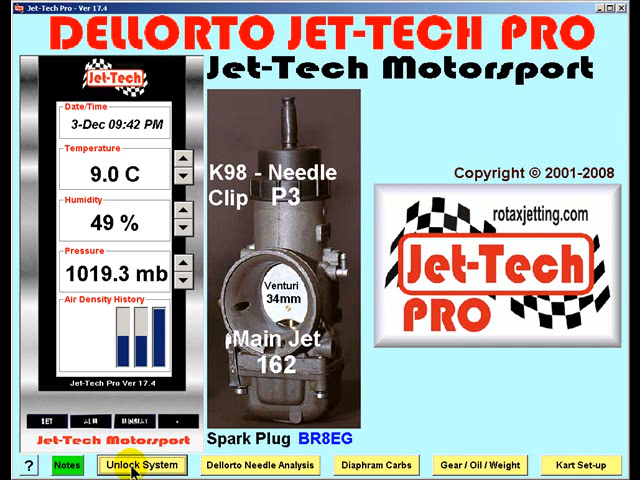 Jet-Tech Pro - Ver 17.4
DELLORTO JET-TECH PRO
Jet-Tech Motorsport
Jet-Tech
Date/Time
3-Dec 09:42 PM
Temperature
9.0 C
Humidity
49 %
Pressure
1019.3 mb
Air Density History
Jet-Tech Pro Ver 17.4
SET
Jet-Tech Motorsport
K98 - Needle
Clip P3
Venturi
34mm
Main Jet
162
Spark Plug BR8EG
Copyright © 2001-2008
rotaxjetting.com
Jet-Tech
PRO
? Notes Unlock System Dellorto Needle Analysis Diaphram Carbs Gear / Oil / Weight Kart Set-up